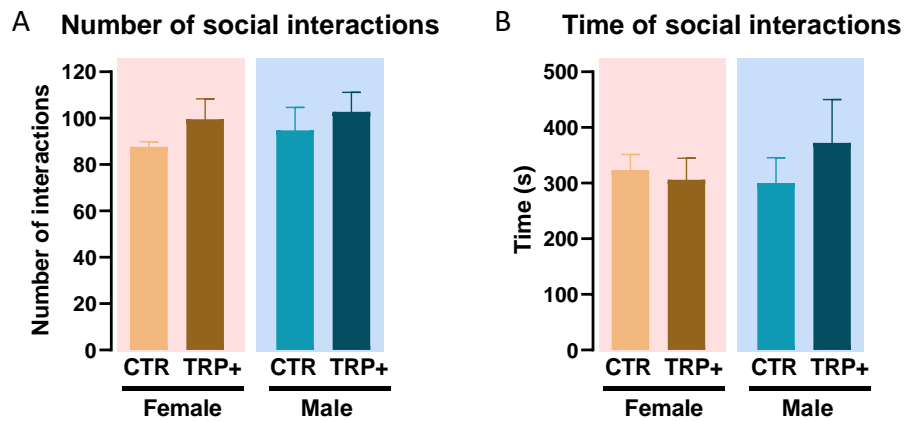 A Number of social interactions
Number of interactions
120
100
80
60
40
20
0
CTR TRP+ CTR TRP+
Female Male
B Time of social interactions
Time (s)
500
400
300
200
100
0
CTR TRP+ CTR TRP+
Female Male